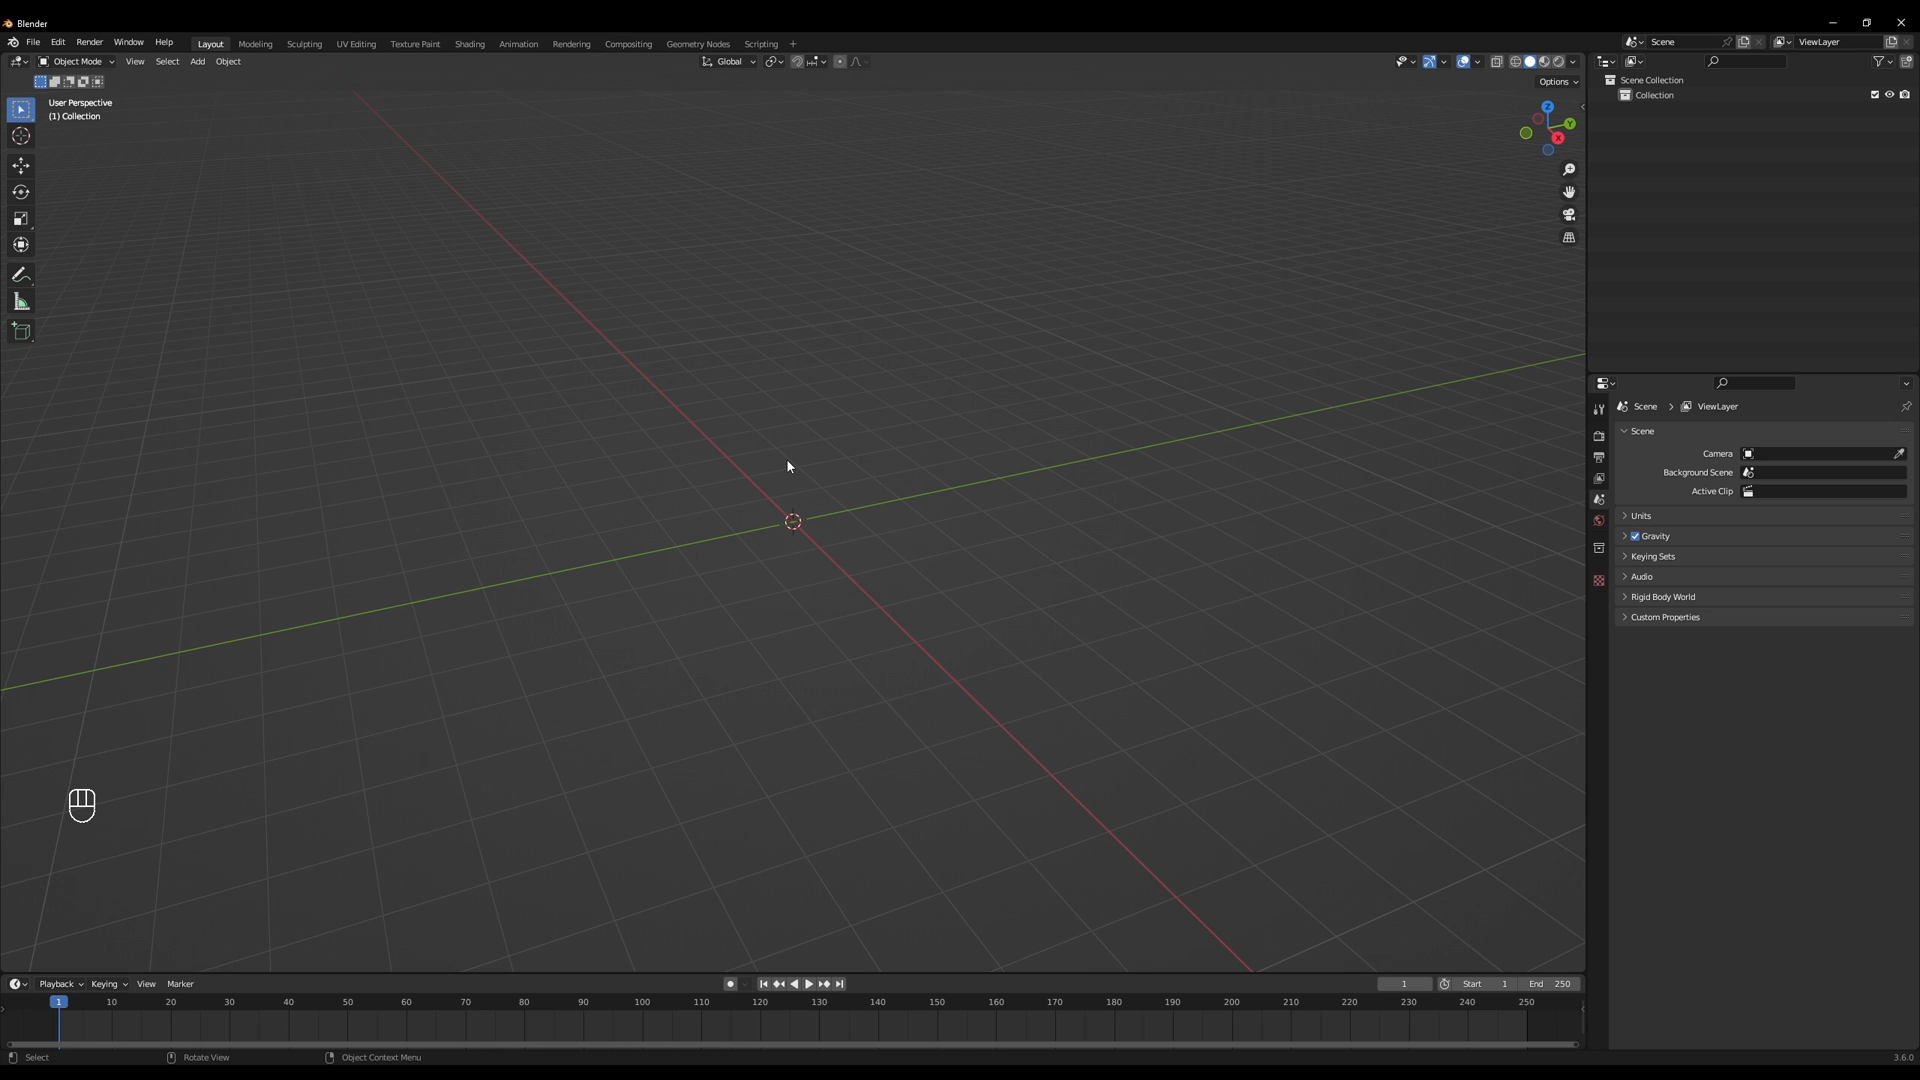 Blender
File Edit Render Window Help Layout Modeling Sculpting UV Editing Texture Paint Shading Animation Rendering Compositing Geometry Nodes Scripting + Scene ViewLayer
Object Mode View Select Add Object Global
Options
User Perspective
(1) Collection
Z
Y
X
Scene Collection
Collection
Scene > ViewLayer
Scene
Camera
Background Scene
Active Clip
Units
Gravity
Keying Sets
Audio
Rigid Body World
Custom Properties
Playback Keying View Marker 1 Start 1 End 250
1 10 20 30 40 50 60 70 80 90 100 110 120 130 140 150 160 170 180 190 200 210 220 230 240 250
Select Rotate View Object Context Menu 3.6.0